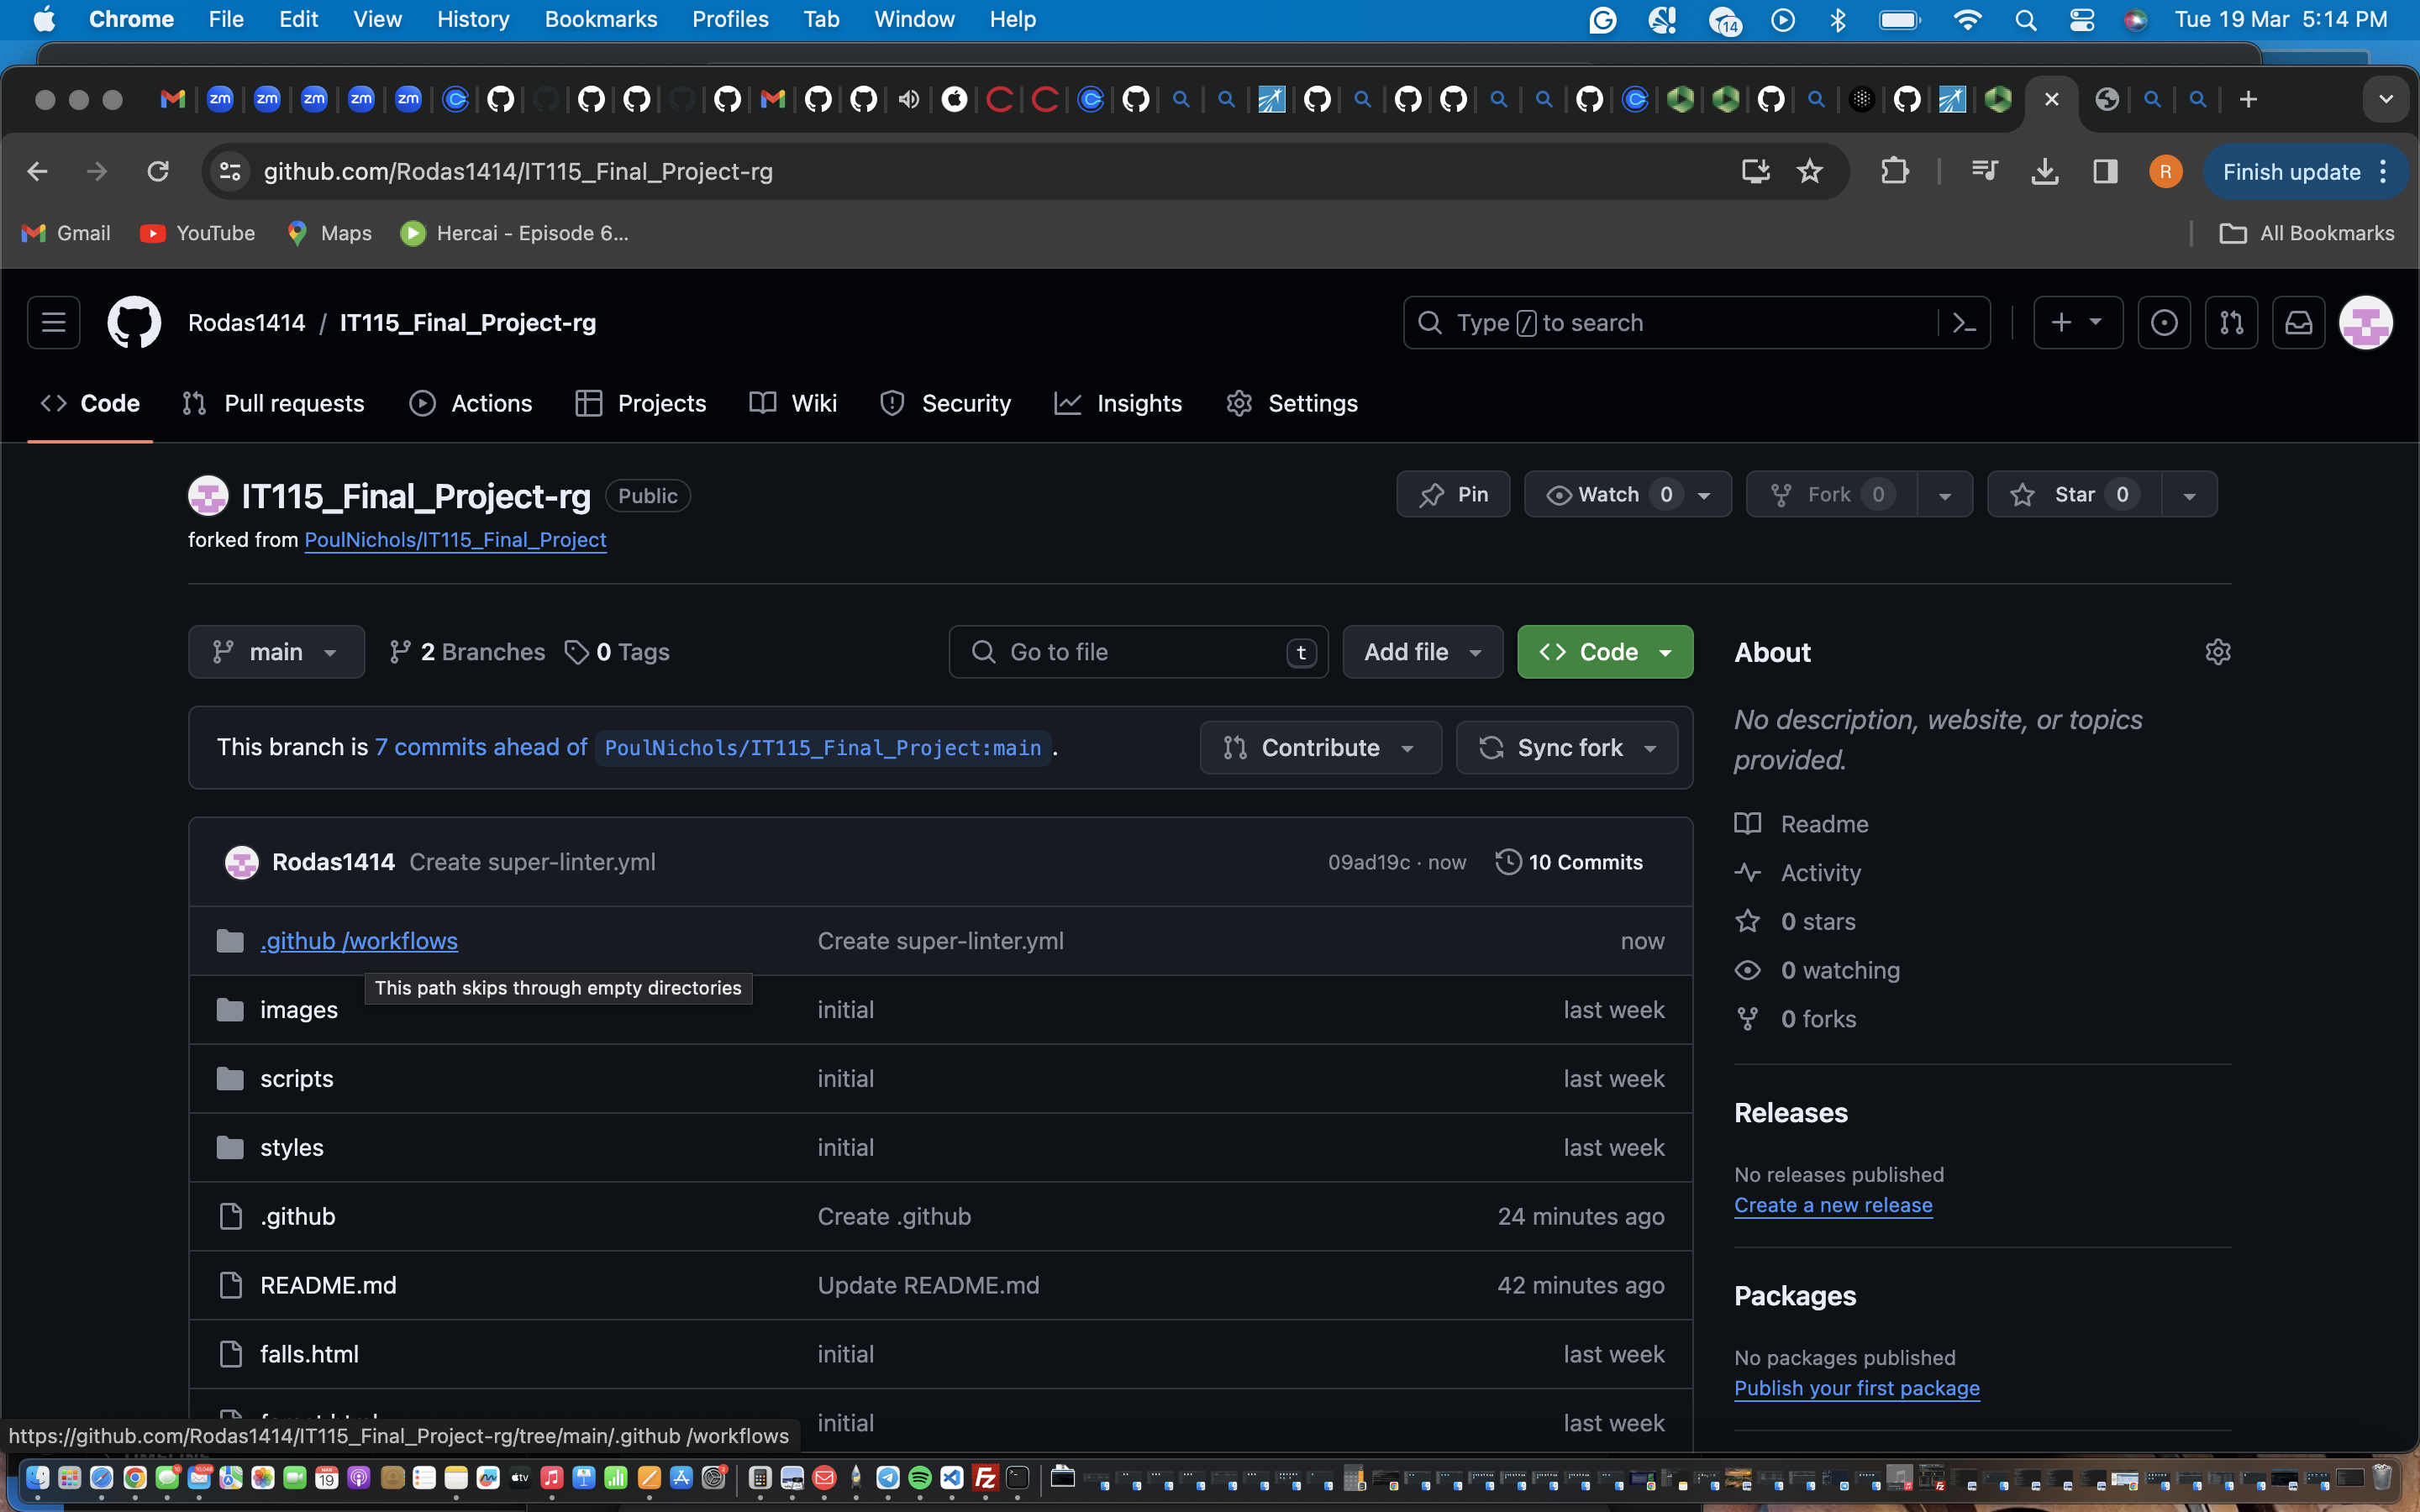 Chrome File Edit View History Bookmarks Profiles Tab Window Help 14 Tue 19 Mar 5:14 PM
zm zm zm zm zm
github.com/Rodas1414/IT115_Final_Project-rg R Finish update
Gmail YouTube Maps Hercai - Episode 6... All Bookmarks
Rodas1414 / IT115_Final_Project-rg Type / to search
Code Pull requests Actions Projects Wiki Security Insights Settings
IT115_Final_Project-rg Public Pin Watch 0 Fork 0 Star 0
forked from PoulNichols/IT115_Final_Project
main 2 Branches 0 Tags Go to file t Add file Code About
No description, website, or topics
provided.
This branch is 7 commits ahead of PoulNichols/IT115_Final_Project:main . Contribute Sync fork
Readme
Rodas1414 Create super-linter.yml 09ad19c · now 10 Commits
Activity
0 stars
.github /workflows Create super-linter.yml now
0 watching
This path skips through empty directories
images initial last week
0 forks
scripts initial last week
Releases
styles initial last week
No releases published
Create a new release
.github Create .github 24 minutes ago
README.md Update README.md 42 minutes ago
Packages
falls.html initial last week
No packages published
Publish your first package
initial last week
https://github.com/Rodas1414/IT115_Final_Project-rg/tree/main/.github /workflows